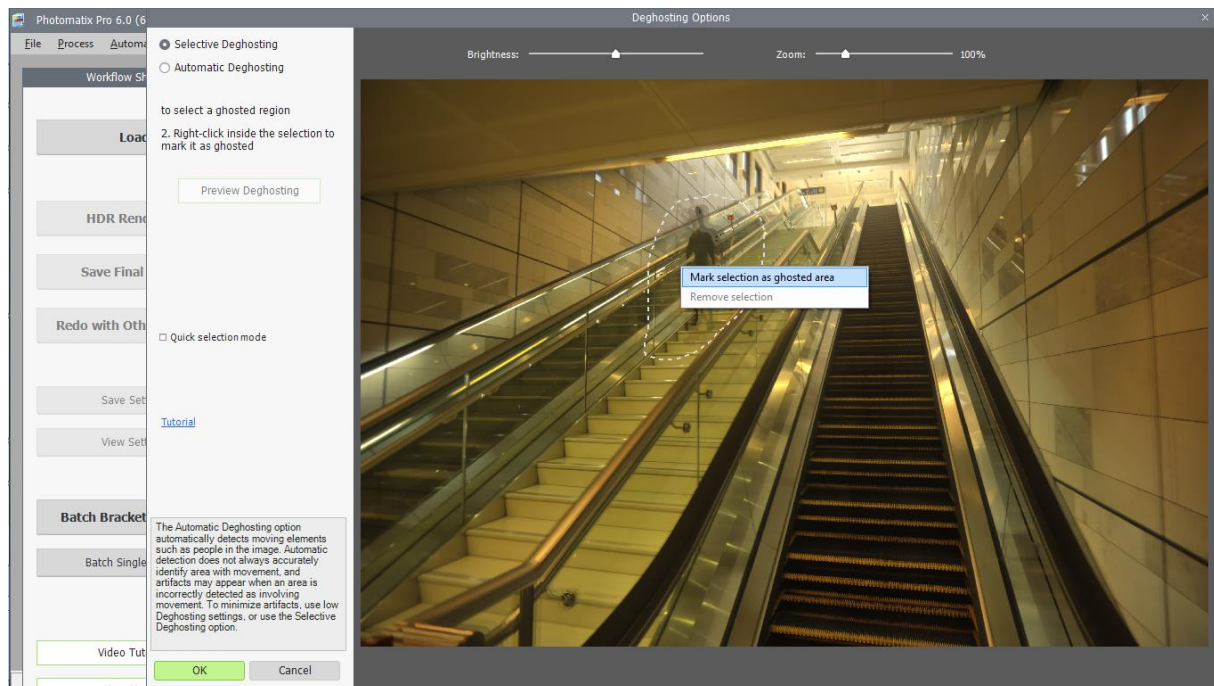 Photomatix Pro 6.0 (6
Deghosting Options
File Process Automa
Workflow Sh
Load
HDR Rend
Save Final
Redo with Oth
Save Set
View Sett
Batch Bracket
Batch Single
Video Tut
Selective Deghosting
Automatic Deghosting
to select a ghosted region
2. Right-click inside the selection to
mark it as ghosted
Preview Deghosting
Quick selection mode
Tutorial
The Automatic Deghosting option
automatically detects moving elements
such as people in the image. Automatic
detection does not always accurately
identify area with movement, and
artifacts may appear when an area is
incorrectly detected as involving
movement. To minimize artifacts, use low
Deghosting settings, or use the Selective
Deghosting option.
OK Cancel
Brightness: Zoom: 100%
Mark selection as ghosted area
Remove selection